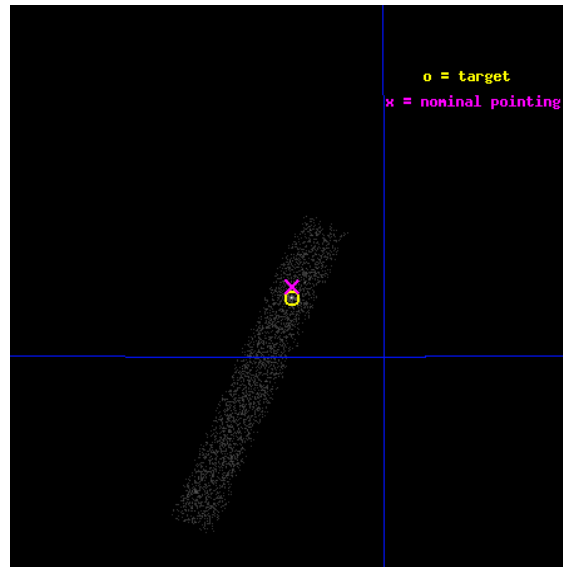 o = target
x = nominal pointing